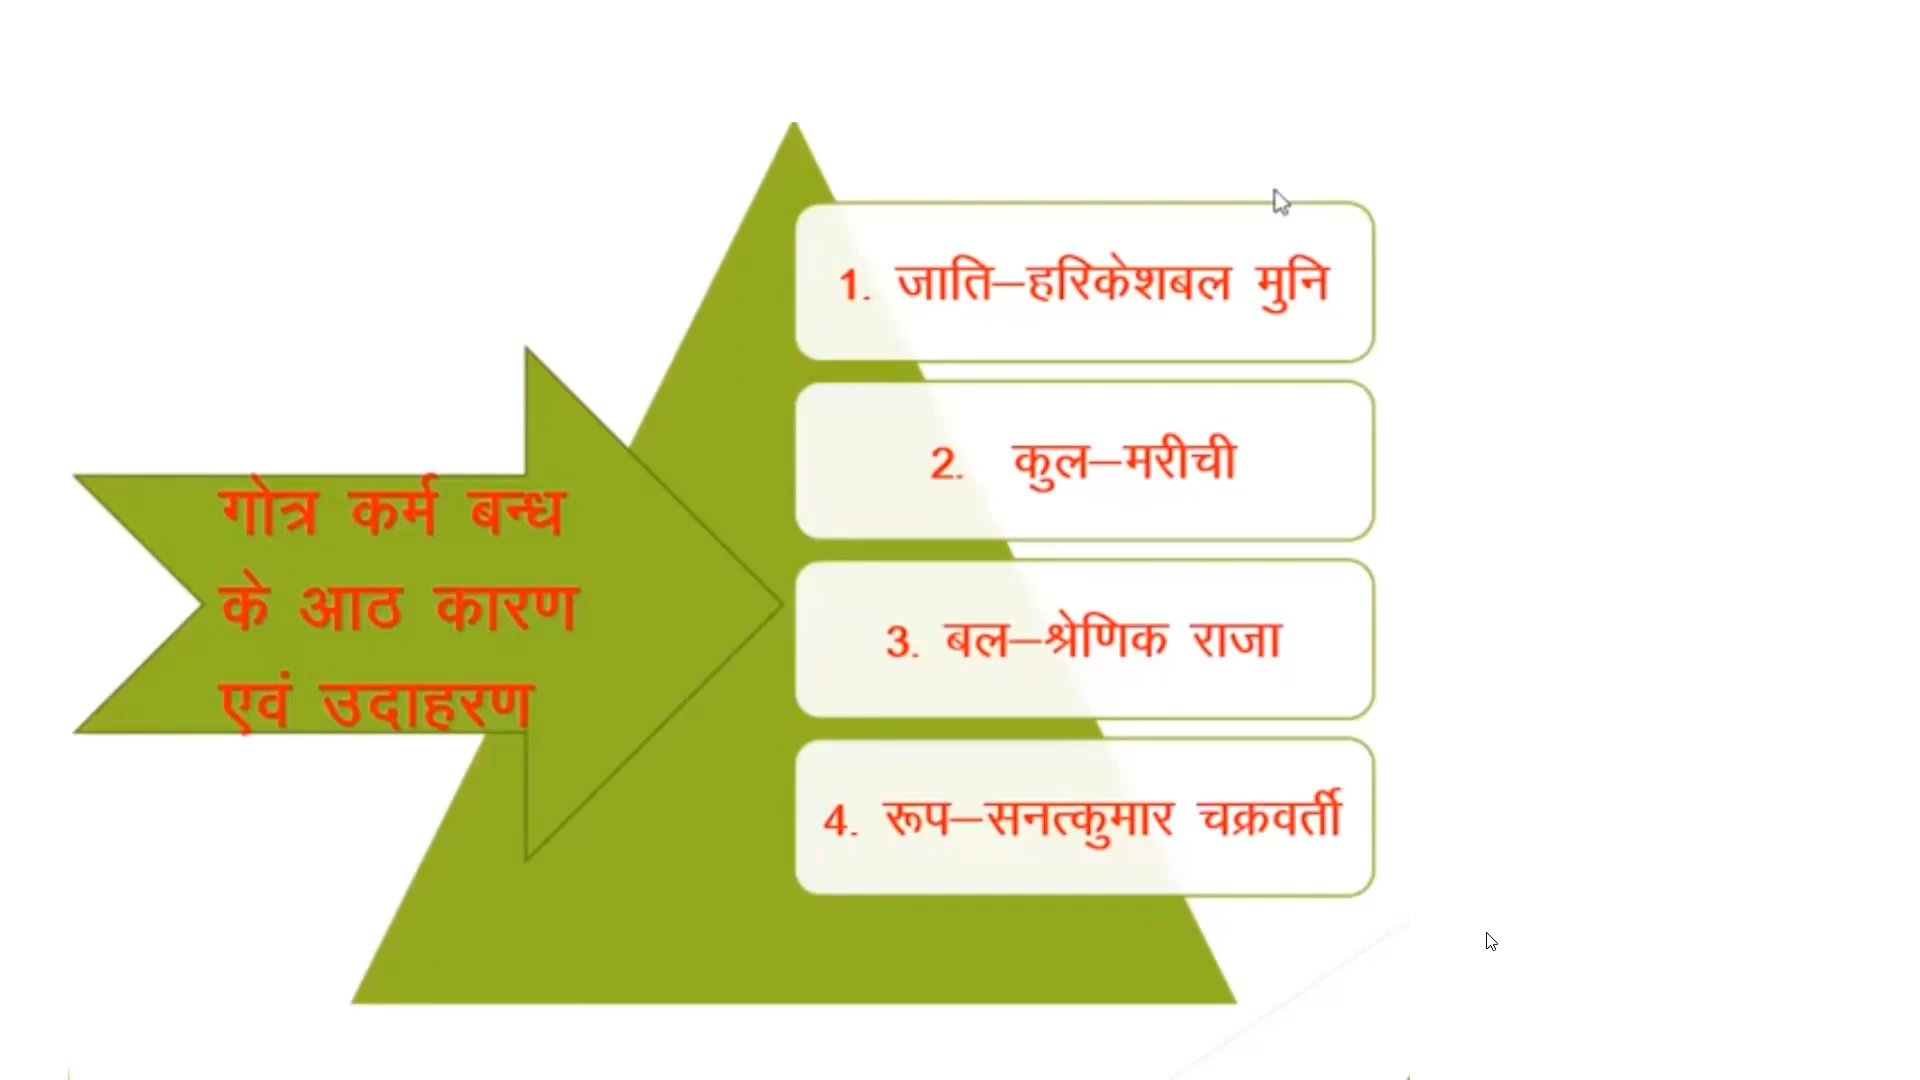 गोत्र कर्म बन्ध
के आठ कारण
एवं उदाहरण
1. जाति–हरिकेशबल मुनि
2. कुल–मरीची
3. बल–श्रेणिक राजा
4. रूप–सनत्कुमार चक्रवर्ती